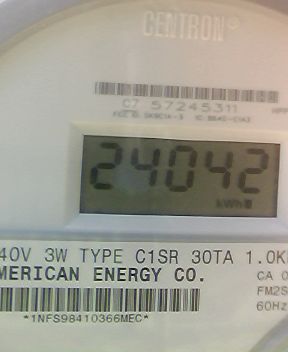 CENTRON®
C7 57245311
24042
kWh
40V 3W TYPE C1SR 30TA 1.0K
MERICAN ENERGY CO.
CA 0
FM2S
60Hz
*1NFS98410366MEC*